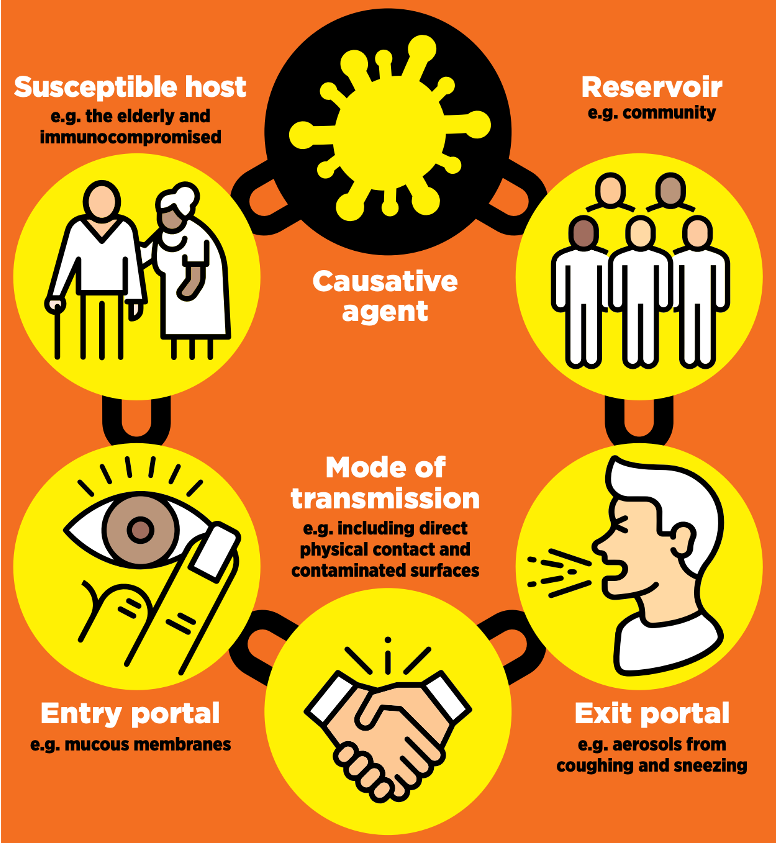 Susceptible host
e.g. the elderly and
immunocompromised
Reservoir
e.g. community
Causative
agent
Mode of
transmission
e.g. including direct
physical contact and
contaminated surfaces
Entry portal
e.g. mucous membranes
Exit portal
e.g. aerosols from
coughing and sneezing